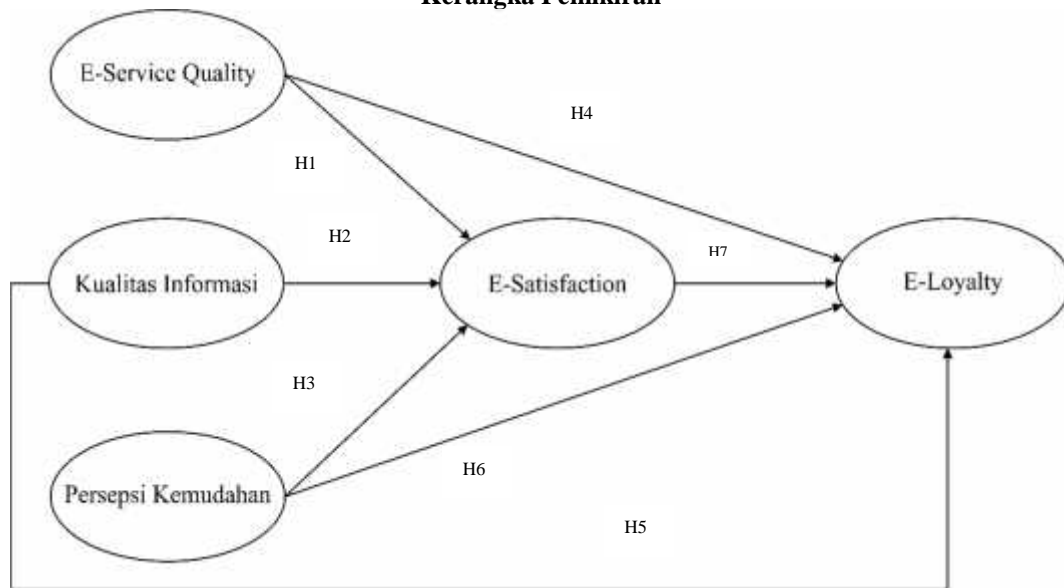 Kerangka Pemikiran
E-Service Quality
H4
H1
H2
H7
Kualitas Informasi
E-Satisfaction
E-Loyalty
H3
H6
Persepsi Kemudahan
H5